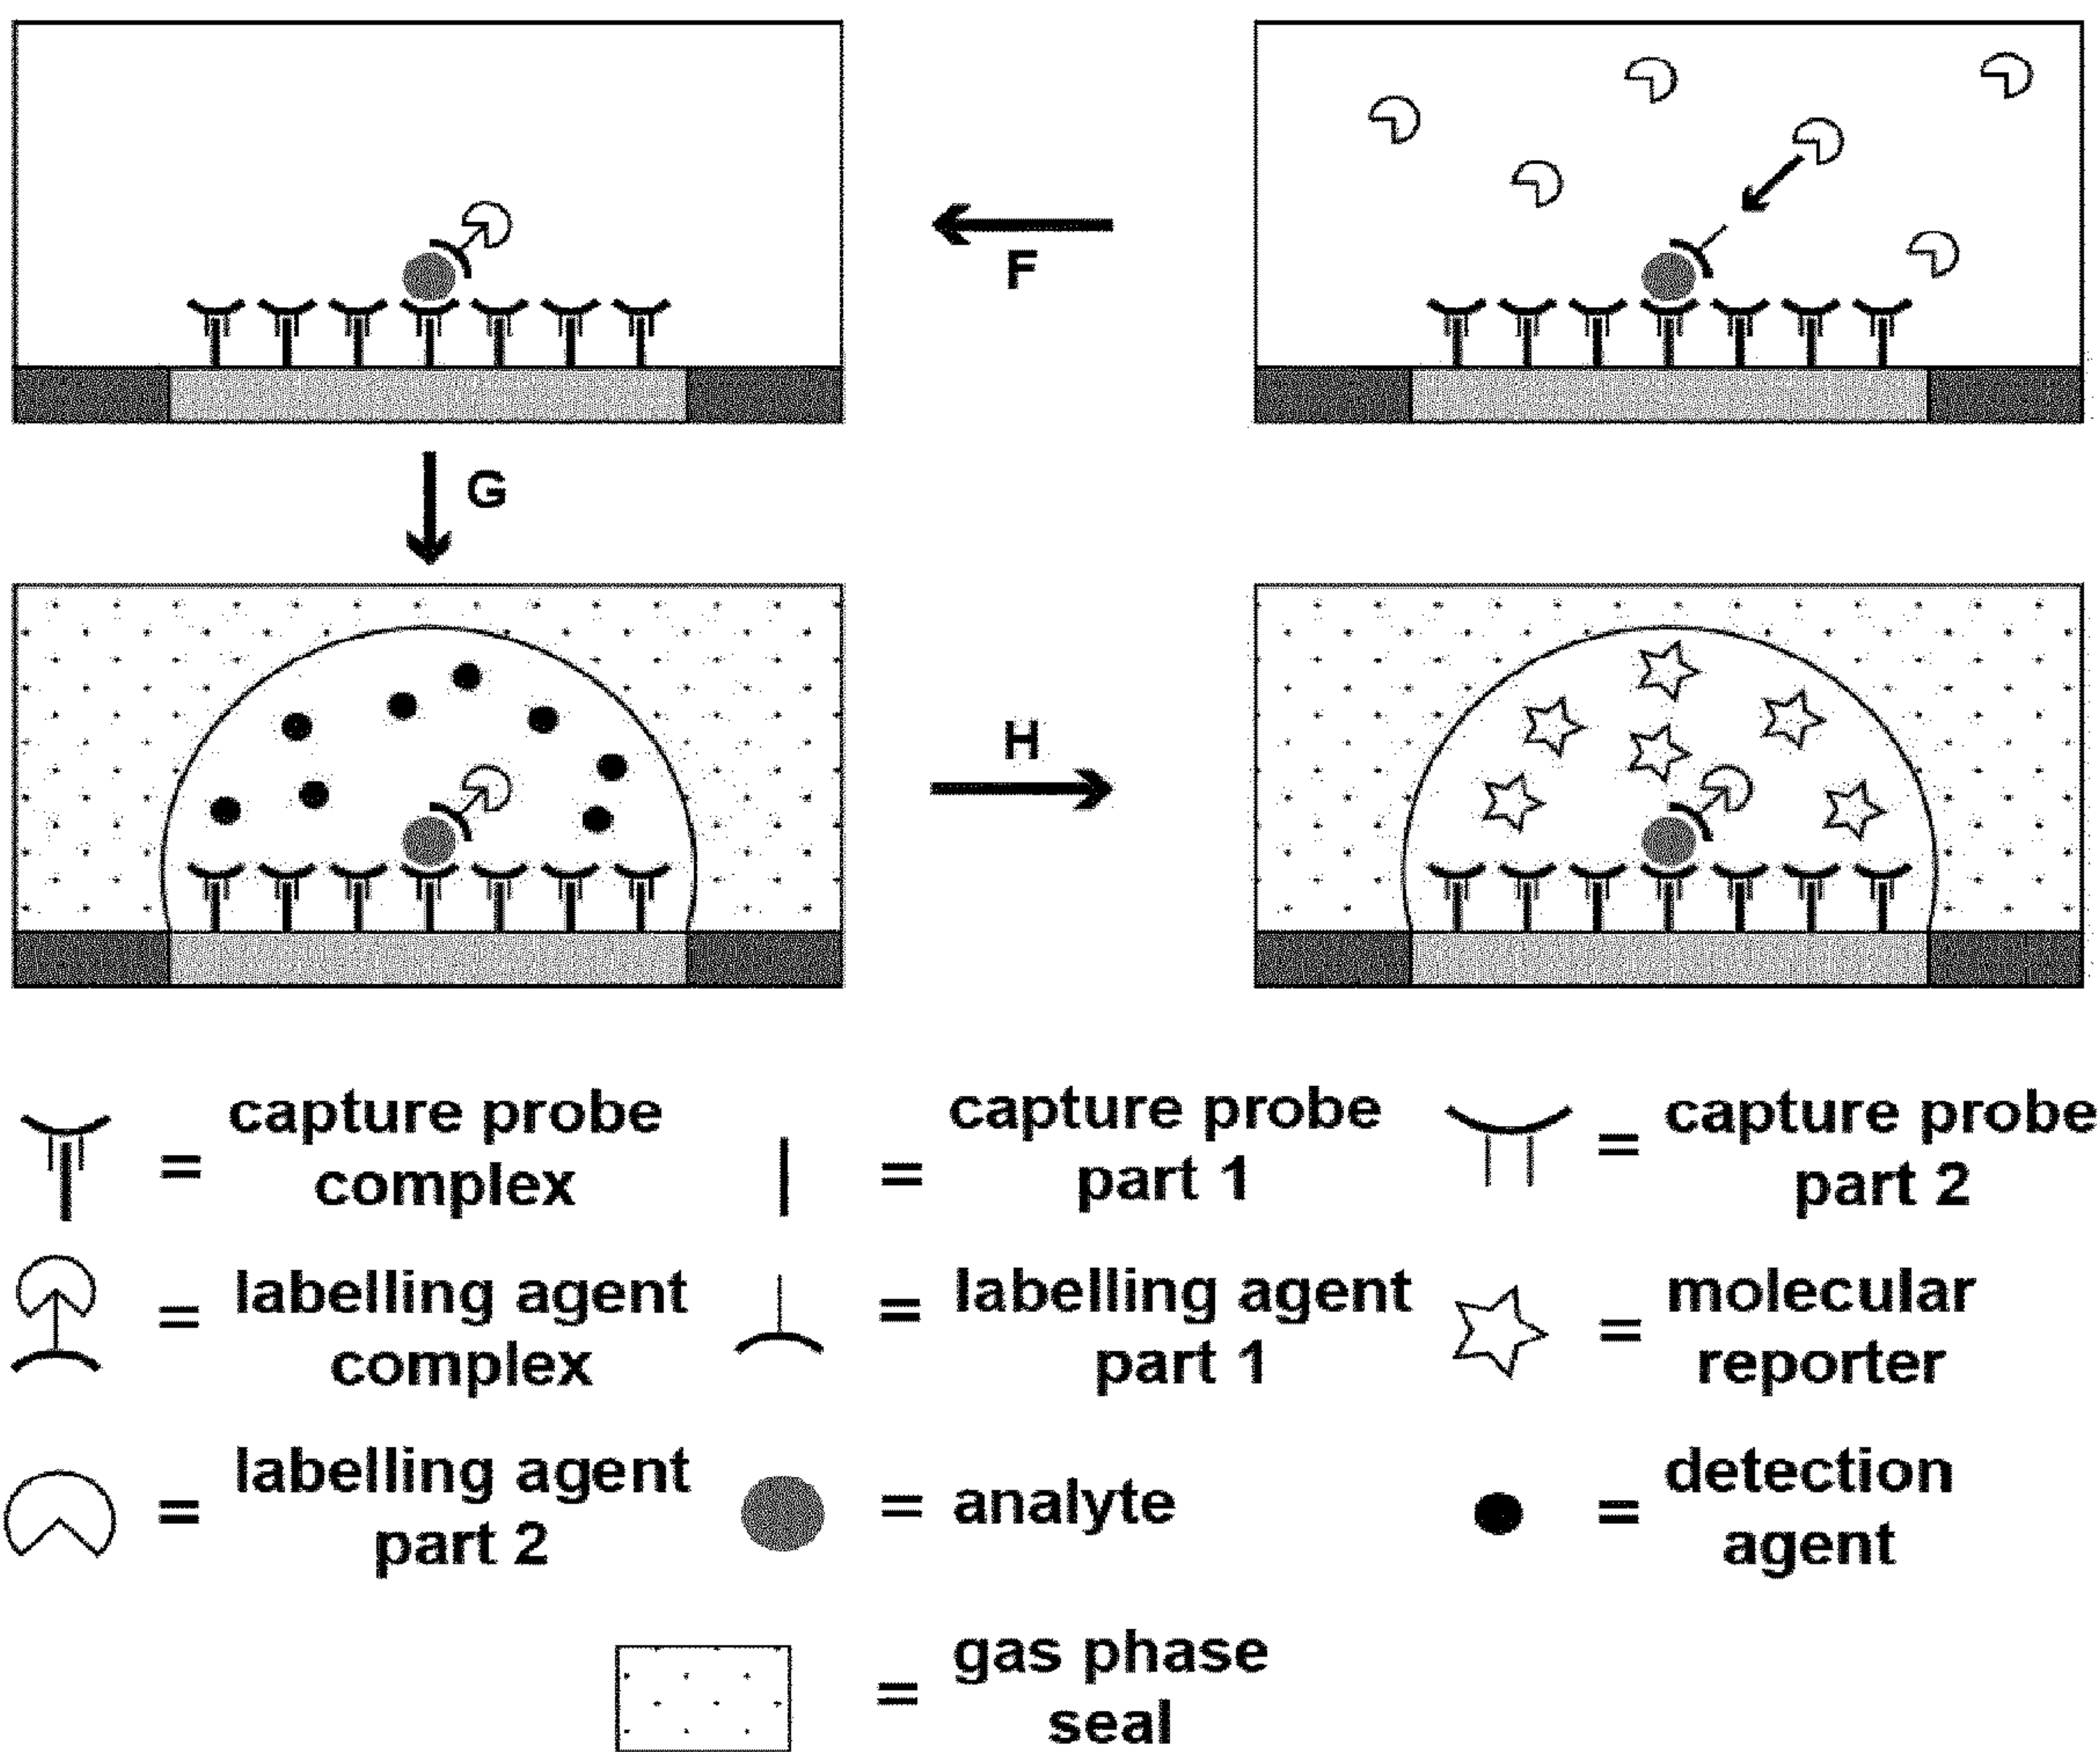 F
G
H
= capture probe complex
= capture probe part 1
= capture probe part 2
= labelling agent complex
= labelling agent part 1
= molecular reporter
= labelling agent part 2
= analyte
= detection agent
= gas phase seal